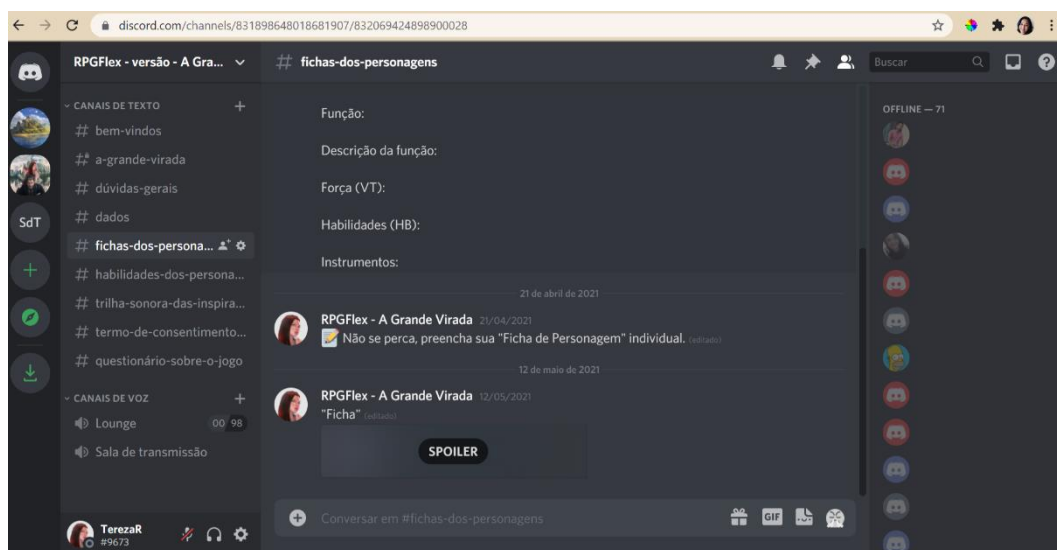 discord.com/channels/831898648018681907/832069424898900028
RPGFlex - versão - A Gra...
# fichas-dos-personagens
Buscar
CANAIS DE TEXTO
# bem-vindos
# a-grande-virada
# dúvidas-gerais
# dados
# fichas-dos-persona...
# habilidades-dos-persona...
# trilha-sonora-das-inspira...
# termo-de-consentimento...
# questionário-sobre-o-jogo
CANAIS DE VOZ
Lounge 00 98
Sala de transmissão
SdT
TerezaR
#9673
Função:
Descrição da função:
Força (VT):
Habilidades (HB):
Instrumentos:
21 de abril de 2021
RPGFlex - A Grande Virada 21/04/2021
Não se perca, preencha sua "Ficha de Personagem" individual. (editado)
12 de maio de 2021
RPGFlex - A Grande Virada 12/05/2021
"Ficha" (editado)
SPOILER
Conversar em #fichas-dos-personagens
GIF
OFFLINE — 71